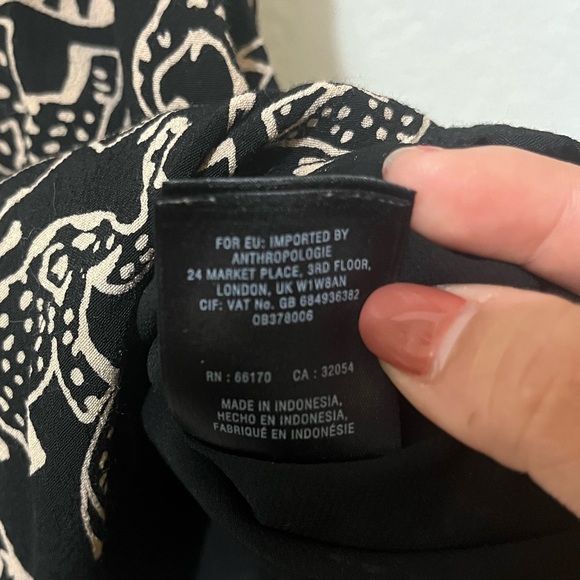 FOR EU: IMPORTED BY
ANTHROPOLOGIE
24 MARKET PLACE, 3RD FLOOR,
LONDON, UK W1W8AN
CIF: VAT No. GB 684936382
OB378006
RN : 66170 CA : 32054
MADE IN INDONESIA,
HECHO EN INDONESIA,
FABRIQUÉ EN INDONÉSIE